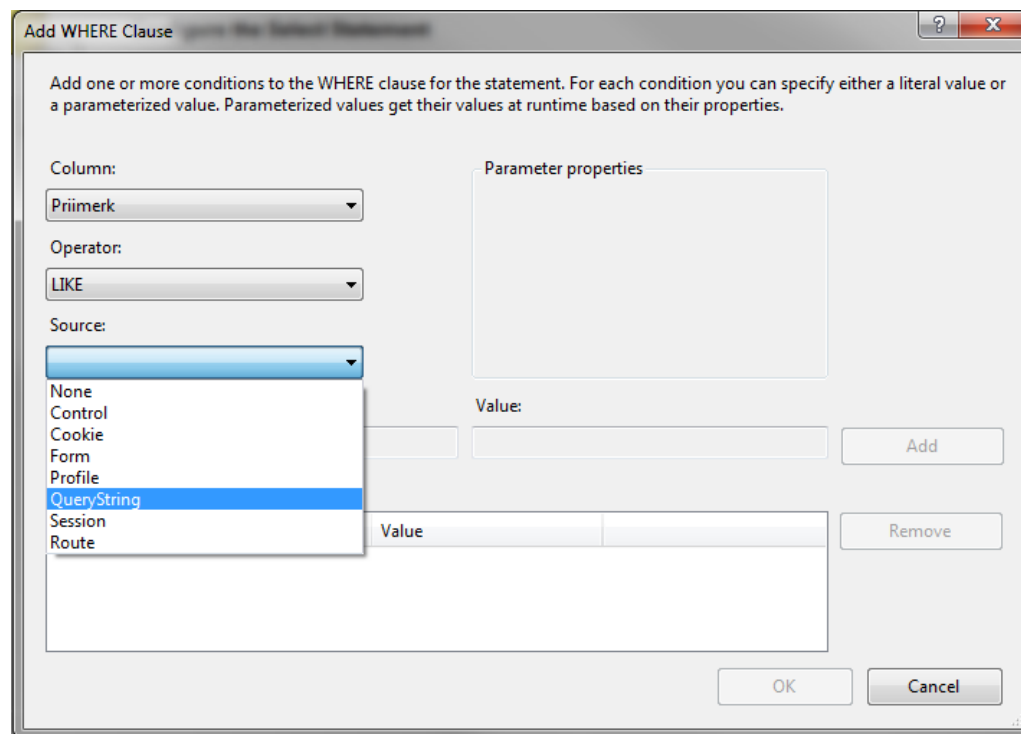 Add WHERE Clause
Add one or more conditions to the WHERE clause for the statement. For each condition you can specify either a literal value or
a parameterized value. Parameterized values get their values at runtime based on their properties.
Column:
Parameter properties
Priimerk
Operator:
LIKE
Source:
None
Control
Cookie
Form
Profile
QueryString
Session
Route
Value:
Add
Value
Remove
OK
Cancel